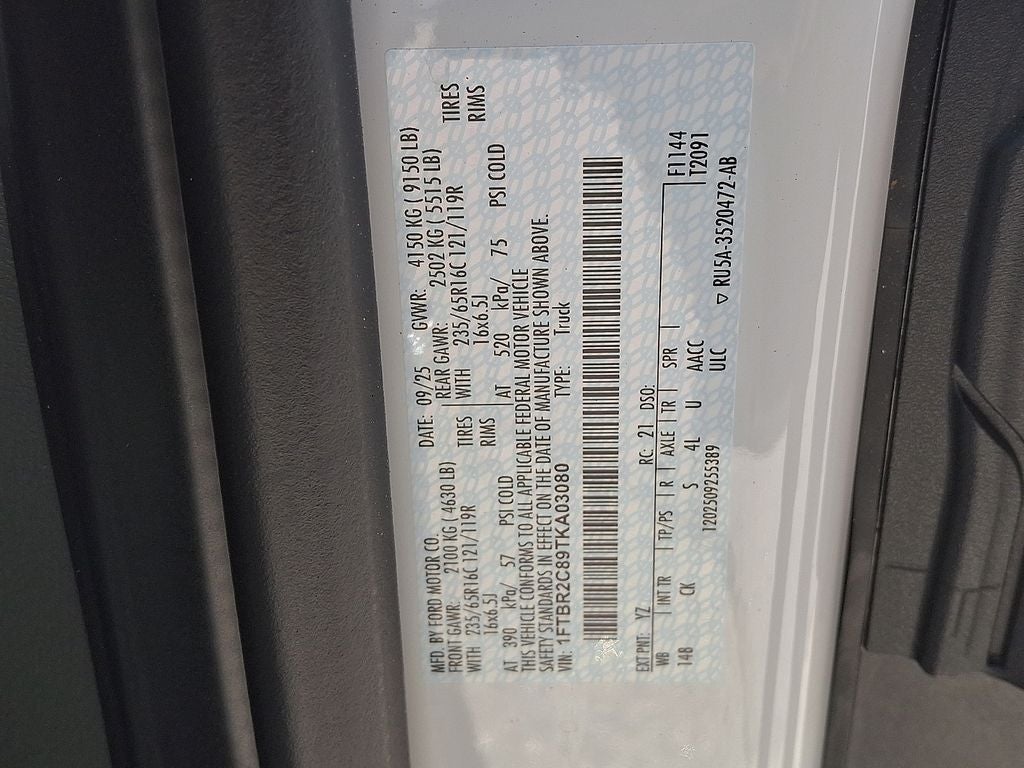 MFD. BY FORD MOTOR CO. DATE: 09/25 GVWR: 4150 KG ( 9150 LB)
FRONT GAWR: 2100 KG ( 4630 LB) REAR GAWR: 2502 KG ( 5515 LB)
WITH 235/65R16C 121/119R TIRES WITH 235/65R16C 121/119R TIRES
16x6.5J RIMS 16x6.5J RIMS
AT 390 kPa/ 57 PSI COLD AT 520 kPa/ 75 PSI COLD
THIS VEHICLE CONFORMS TO ALL APPLICABLE FEDERAL MOTOR VEHICLE
SAFETY STANDARDS IN EFFECT ON THE DATE OF MANUFACTURE SHOWN ABOVE.
VIN: 1FTBR2C89TKA03080 TYPE: Truck
EXT PNT: YZ RC: 21 DSO:
WB INT TR TP/PS R AXLE TR SPR F1144
148 CK S 4L U AACC T2091
120250925S389 ULC ▽ RU5A-3520472-AB